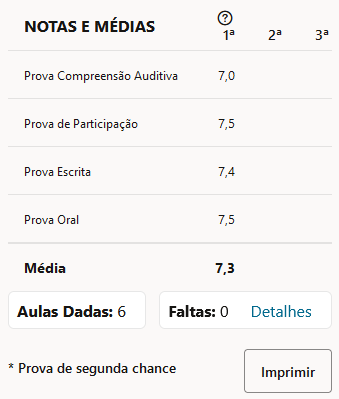 NOTAS E MÉDIAS ? 1ª 2ª 3ª
Prova Compreensão Auditiva 7,0
Prova de Participação 7,5
Prova Escrita 7,4
Prova Oral 7,5
Média 7,3
Aulas Dadas: 6 Faltas: 0 Detalhes
* Prova de segunda chance
Imprimir